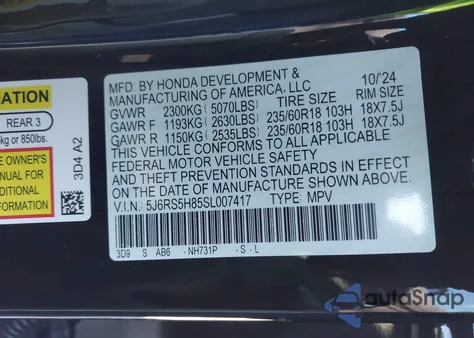 MATION
REAR 3
kg or 850lbs.
E OWNER'S
MANUAL FOR
DDITIONAL
FORMATION
3D4 A2
MFD. BY HONDA DEVELOPMENT &
MANUFACTURING OF AMERICA, LLC 10/24
GVWR 2300KG (5070LBS) TIRE SIZE RIM SIZE
GAWR F 1193KG (2630LBS) 235/60R18 103H 18X7.5J
GAWR R 1150KG (2535LBS) 235/60R18 103H 18X7.5J
THIS VEHICLE CONFORMS TO ALL APPLICABLE
FEDERAL MOTOR VEHICLE SAFETY
AND THEFT PREVENTION STANDARDS IN EFFECT
ON THE DATE OF MANUFACTURE SHOWN ABOVE.
V.I.N.: 5J6RS5H85SL007417 TYPE: MPV
3D9 S AB6 -NH731P -S-L
autoSnap